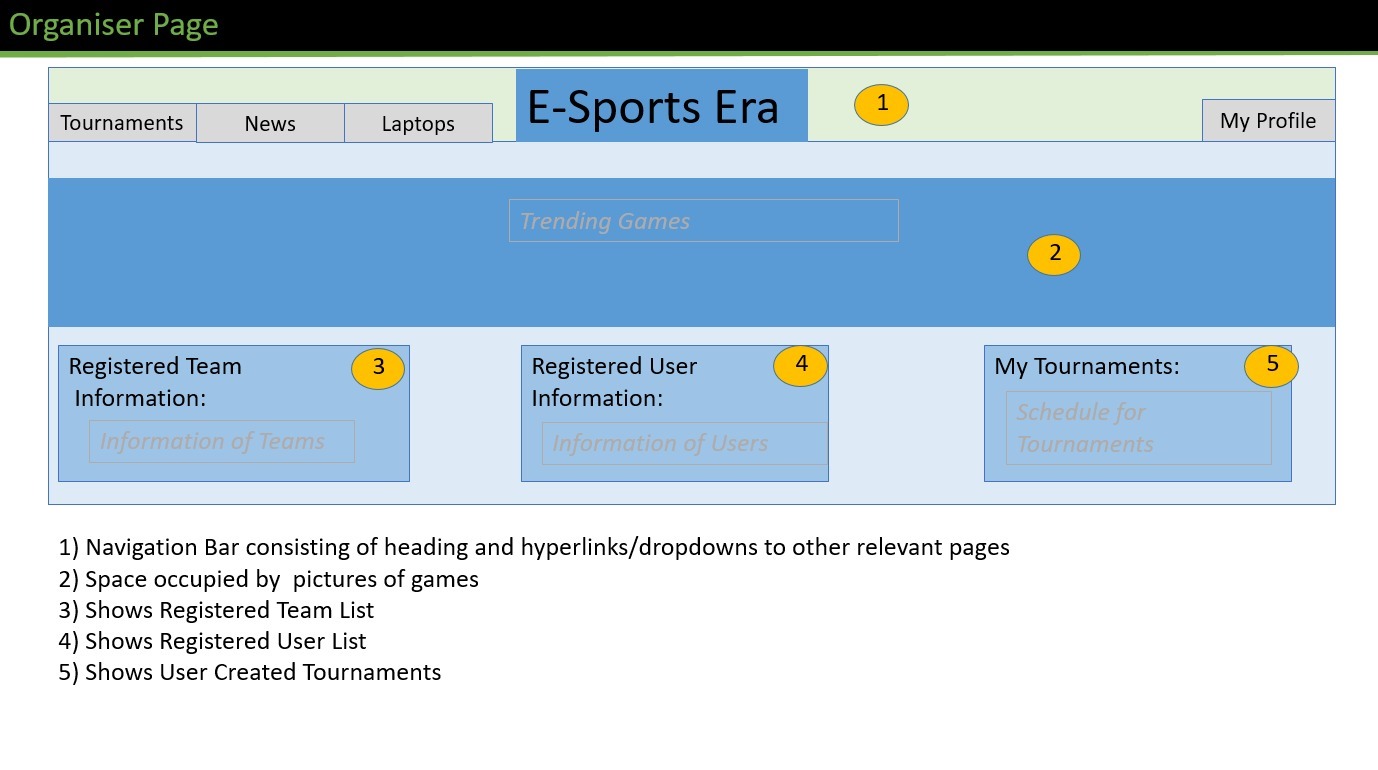 Organiser Page
E-Sports Era
1
Tournaments
News
Laptops
My Profile
Trending Games
2
Registered Team
Information:
3
Information of Teams
Registered User
Information:
4
Information of Users
My Tournaments:
5
Schedule for
Tournaments
1) Navigation Bar consisting of heading and hyperlinks/dropdowns to other relevant pages
2) Space occupied by  pictures of games
3) Shows Registered Team List
4) Shows Registered User List
5) Shows User Created Tournaments